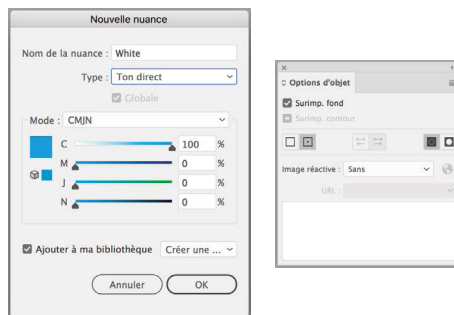 Nouvelle nuance
Nom de la nuance : White
Type : Ton direct
Globale
Mode : CMJN
C 100 %
M 0 %
J 0 %
N 0 %
Ajouter à ma bibliothèque Créer une ...
Annuler OK
Options d'objet
Surimp. fond
Surimp. contour
Image réactive : Sans
URL :